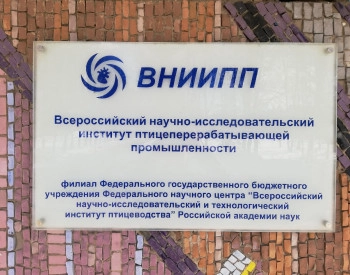 ВНИИПП
Всероссийский научно-исследовательский
институт птицеперерабатывающей
промышленности
филиал Федерального государственного бюджетного
учреждения Федерального научного центра "Всероссийский
научно-исследовательский и технологический
институт птицеводства" Российской академии наук